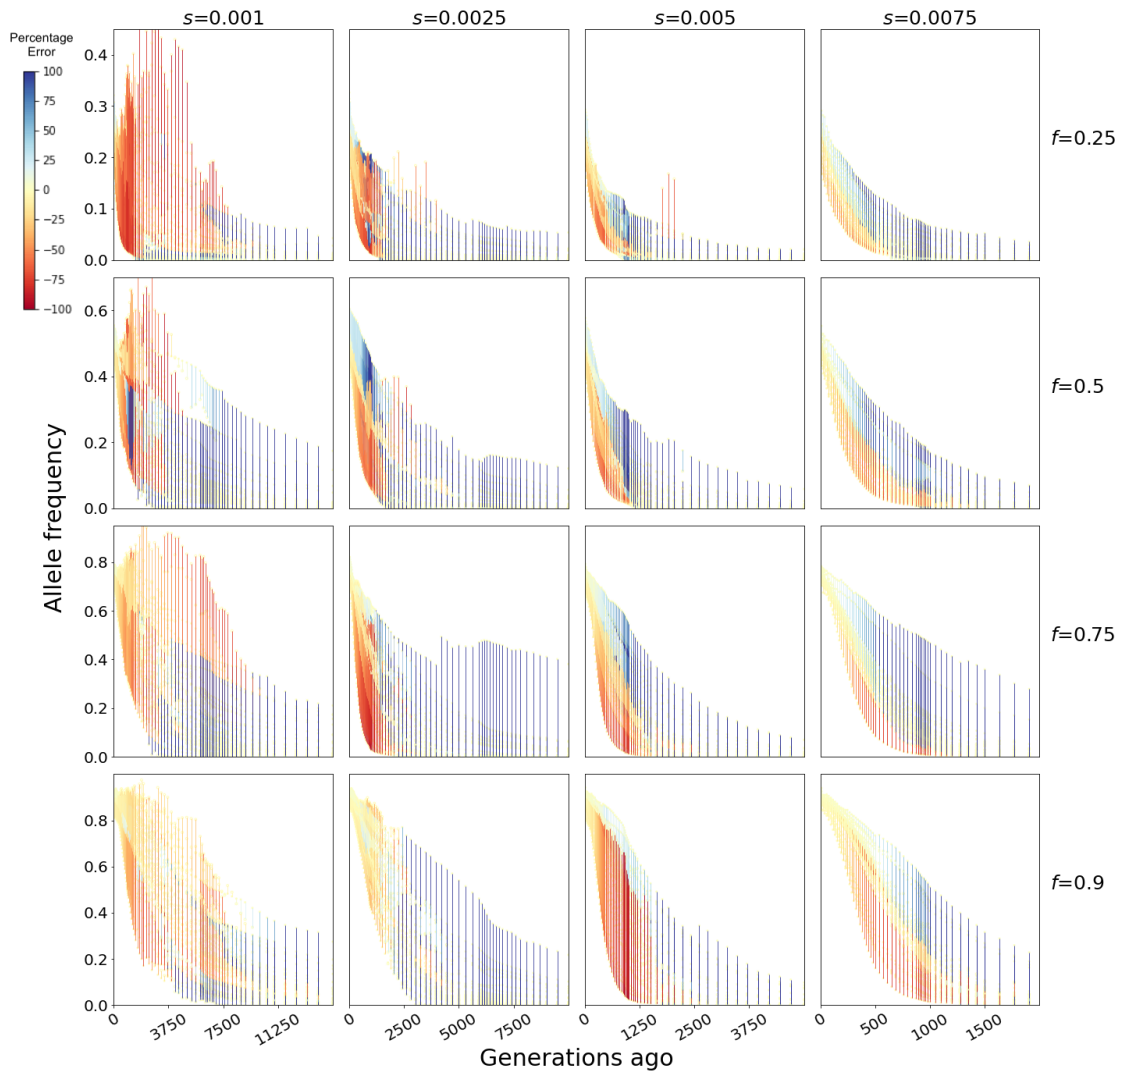 s=0.001 s=0.0025 s=0.005 s=0.0075
Percentage
Error
100
75
50
25
0
−25
−50
−75
−100
0.4
0.3
0.2
0.1
0.0
f=0.25
0.6
0.4
0.2
0.0
f=0.5
0.8
0.6
0.4
0.2
0.0
f=0.75
0.8
0.6
0.4
0.2
0.0
f=0.9
Allele frequency
0 3750 7500 11250 0 2500 5000 7500 0 1250 2500 3750 0 500 1000 1500
Generations ago